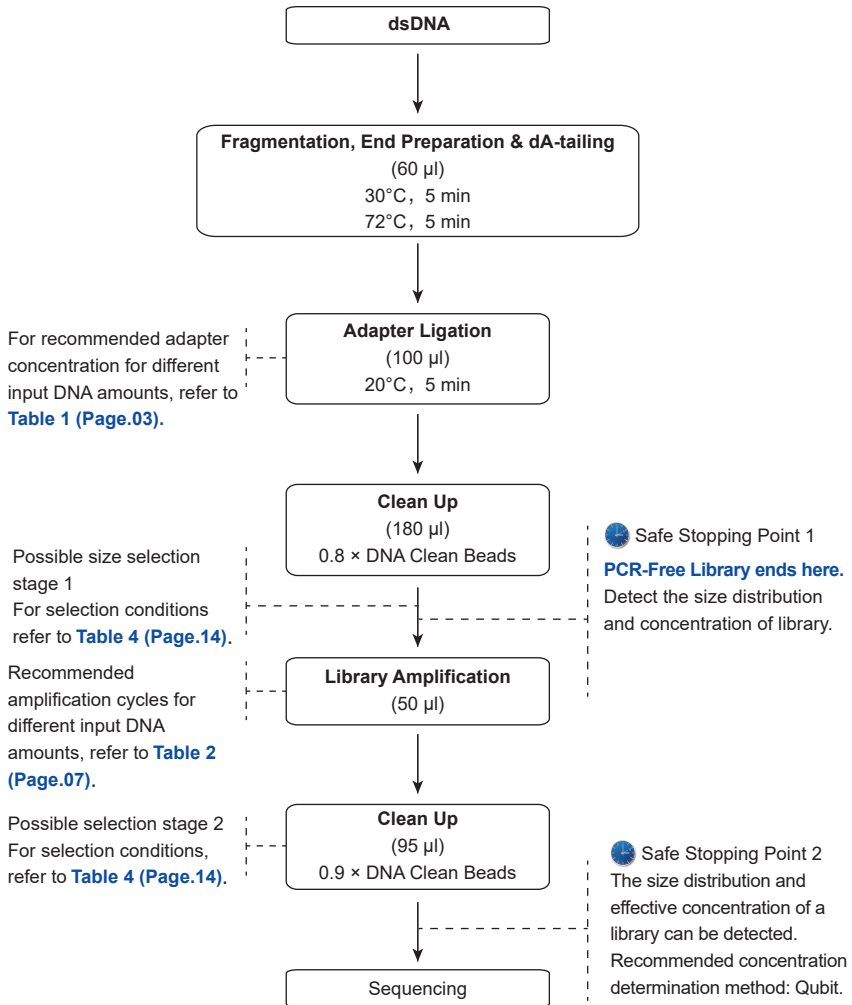 dsDNA
Fragmentation, End Preparation & dA-tailing
(60 µl)
30°C，5 min
72°C，5 min
For recommended adapter
concentration for different
input DNA amounts, refer to
Table 1 (Page.03).
Adapter Ligation
(100 µl)
20°C，5 min
Clean Up
(180 µl)
0.8 × DNA Clean Beads
Possible size selection
stage 1
For selection conditions
refer to Table 4 (Page.14).
Safe Stopping Point 1
PCR-Free Library ends here.
Detect the size distribution
and concentration of library.
Recommended
amplification cycles for
different input DNA
amounts, refer to Table 2
(Page.07).
Library Amplification
(50 µl)
Possible selection stage 2
For selection conditions,
refer to Table 4 (Page.14).
Clean Up
(95 µl)
0.9 × DNA Clean Beads
Safe Stopping Point 2
The size distribution and
effective concentration of a
library can be detected.
Recommended concentration
determination method: Qubit.
Sequencing